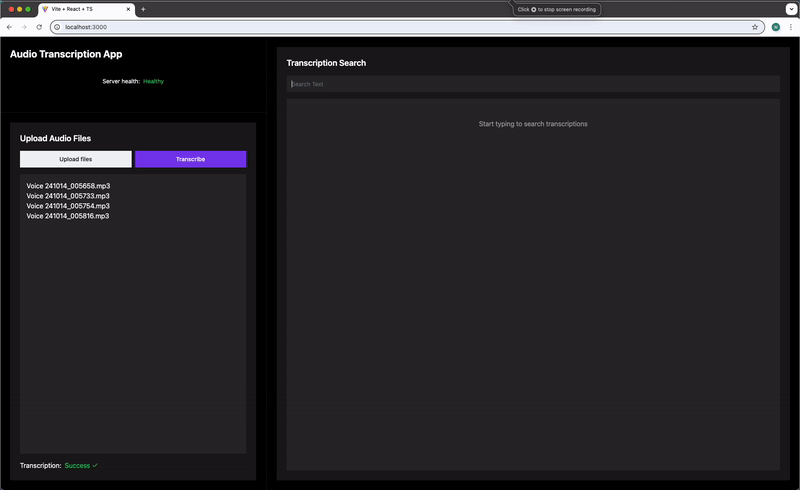 Vite + React + TS
Click to stop screen recording
localhost:3000
N
Audio Transcription App
Server health: Healthy
Upload Audio Files
Upload files
Transcribe
Voice 241014_005658.mp3
Voice 241014_005733.mp3
Voice 241014_005754.mp3
Voice 241014_005816.mp3
Transcription: Success ✓
Transcription Search
Search Text
Start typing to search transcriptions